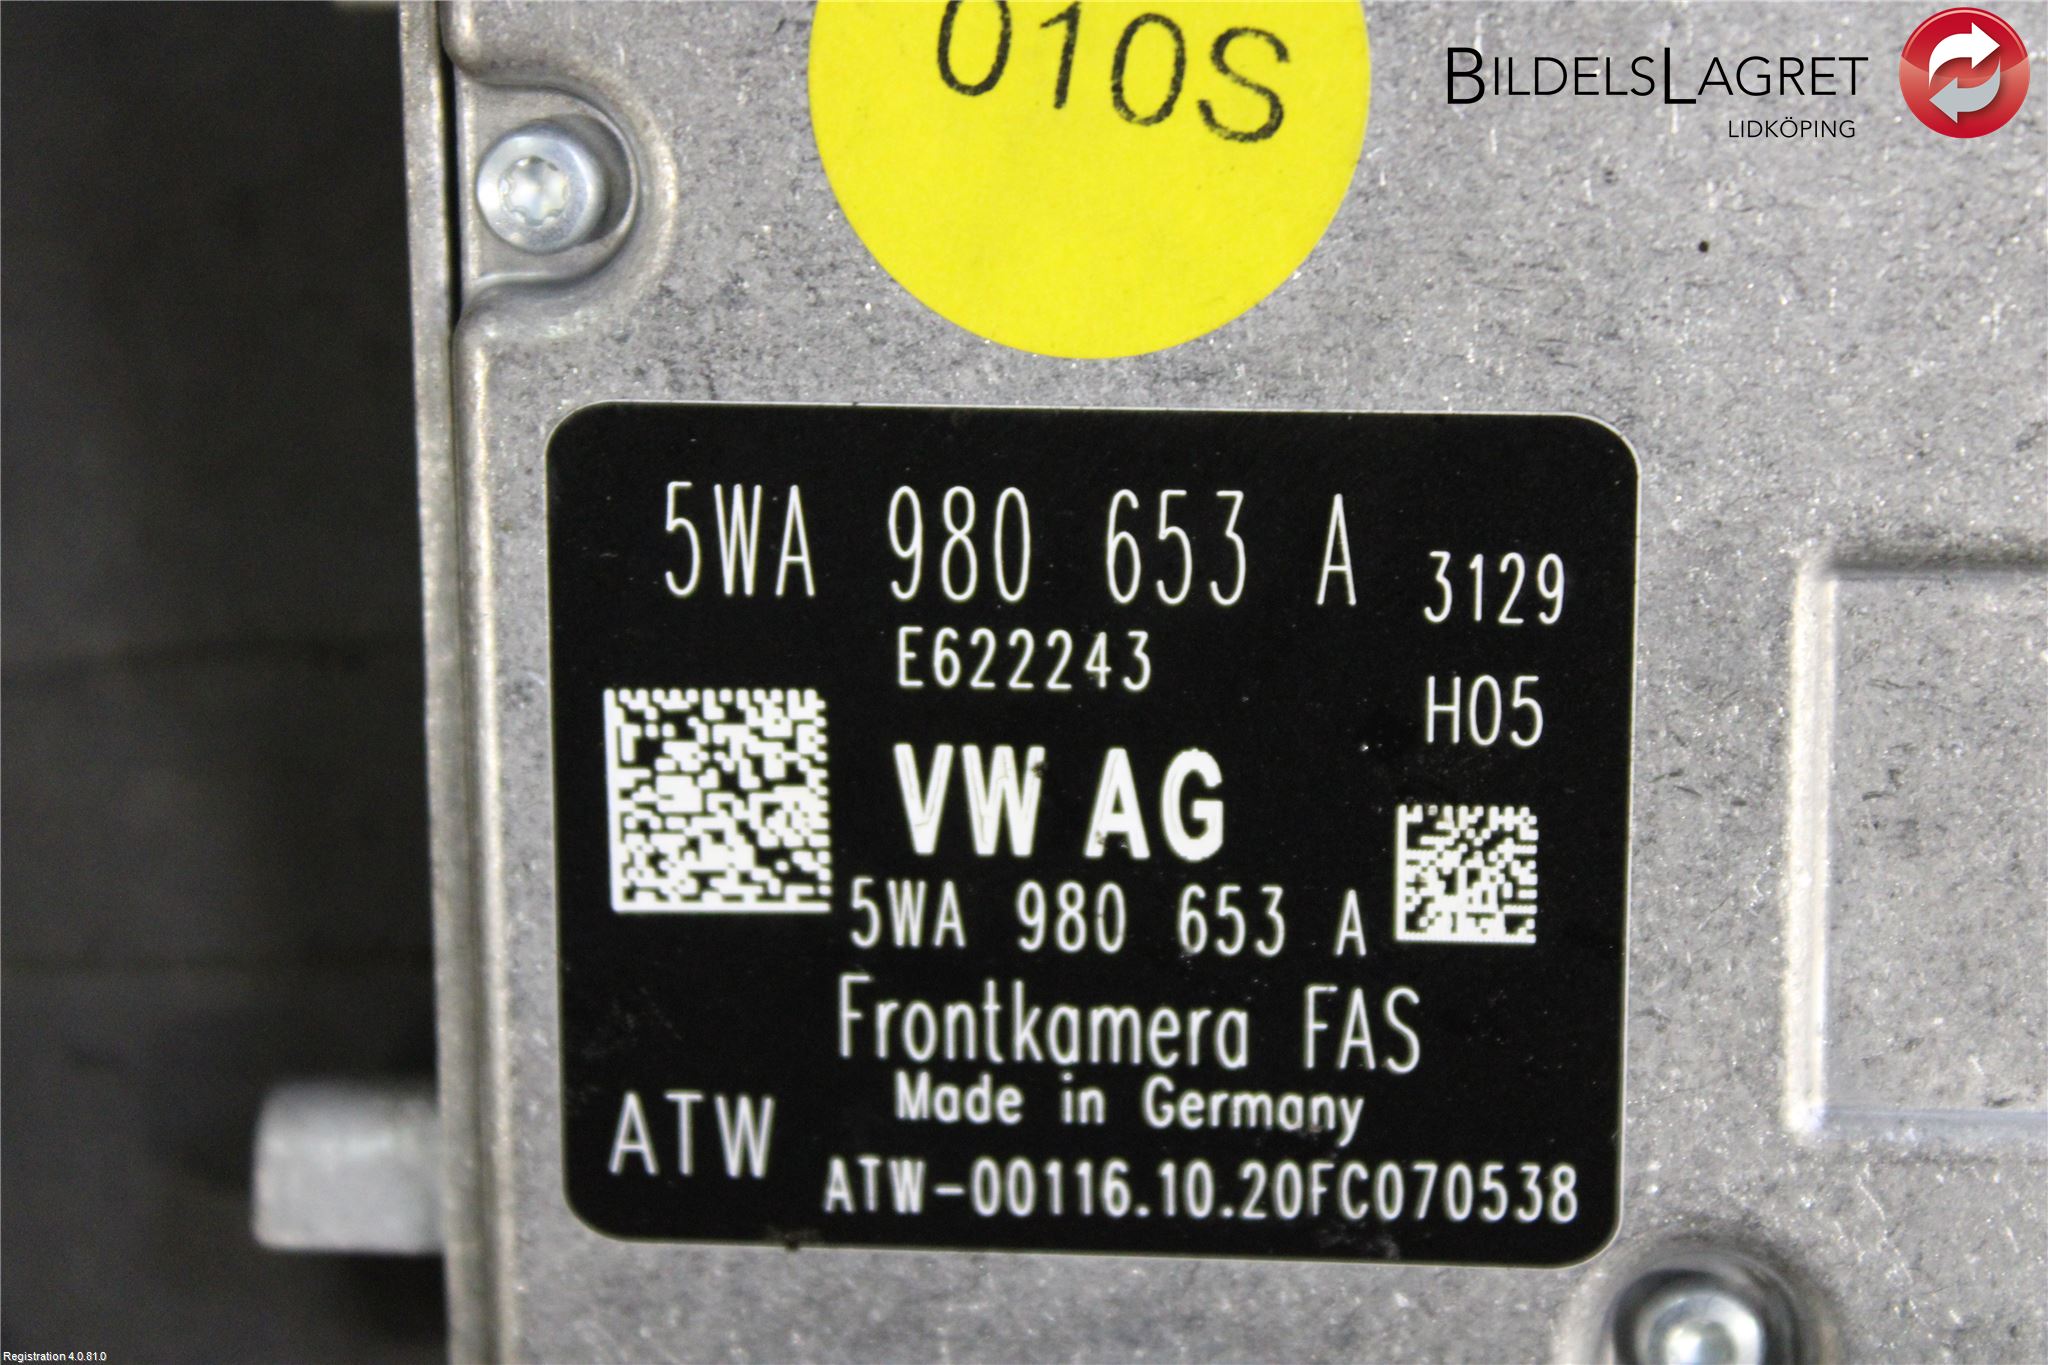 010S
BILDELSLAGRET
LIDKÖPING
5WA 980 653 A 3129
E622243
H05
VW AG
5WA 980 653 A
Frontkamera FAS
Made in Germany
ATW
ATW-00116.10.20FC070538
Registration 4.0.81.0